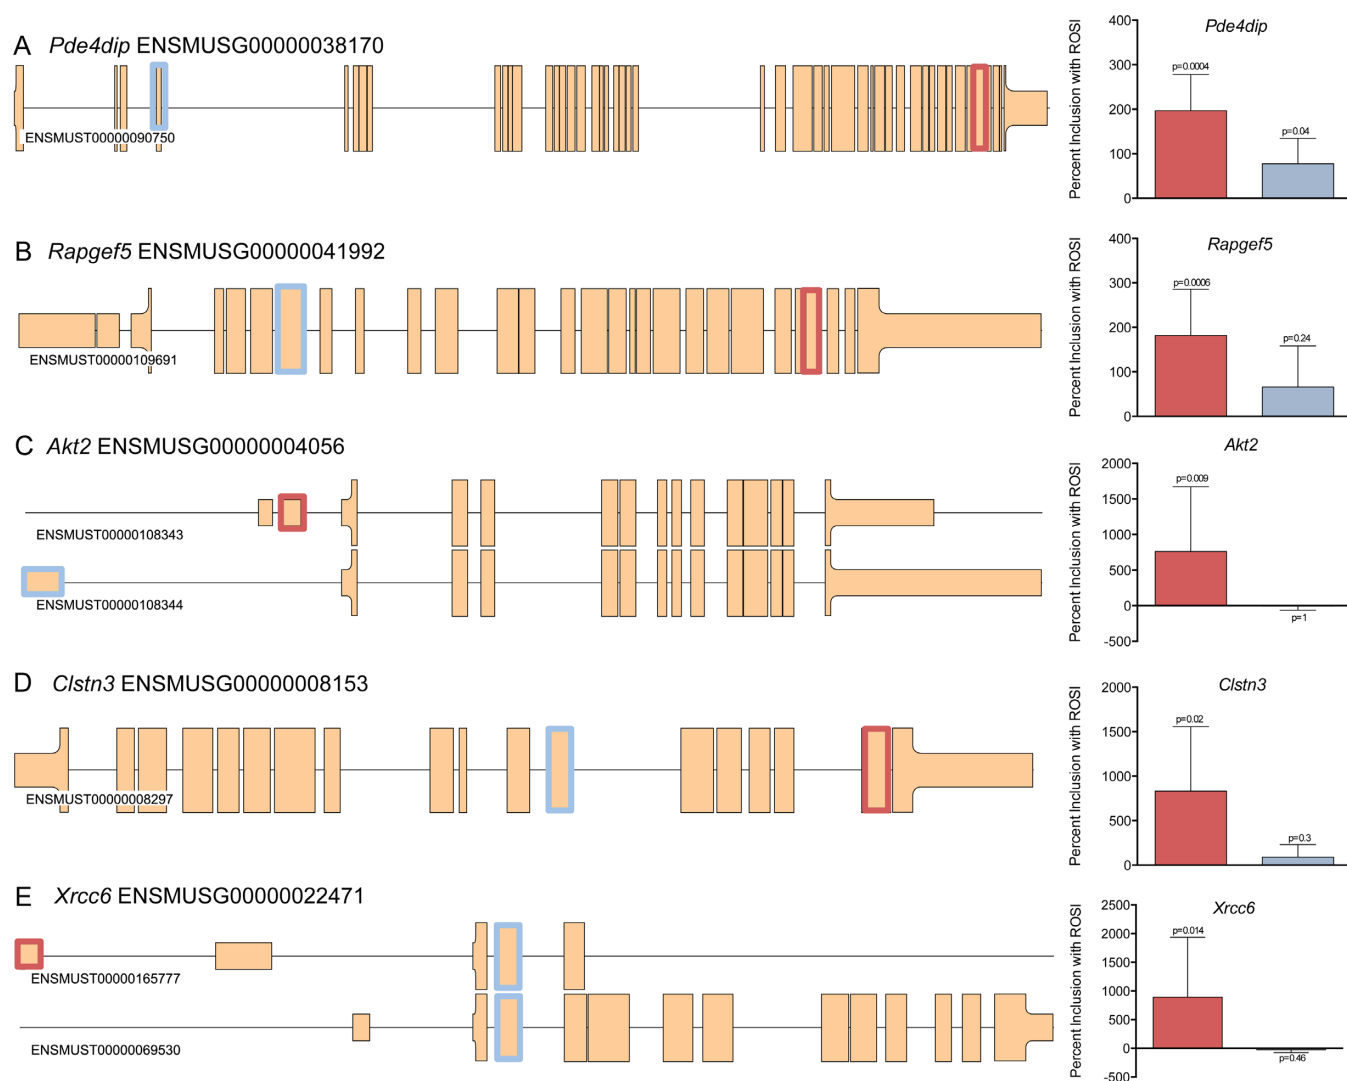 A Pde4dip ENSMUSG00000038170
ENSMUST00000090750
Percent Inclusion with ROSI
400
300
200
100
0
Pde4dip
p=0.0004
p=0.04
B Rapgef5 ENSMUSG00000041992
ENSMUST00000109691
Percent Inclusion with ROSI
400
300
200
100
0
Rapgef5
p=0.0006
p=0.24
C Akt2 ENSMUSG00000004056
ENSMUST00000108343
ENSMUST00000108344
Percent Inclusion with ROSI
2000
1500
1000
500
0
-500
Akt2
p=0.009
p=1
D Clstn3 ENSMUSG00000008153
ENSMUST00000008297
Percent Inclusion with ROSI
2000
1500
1000
500
0
Clstn3
p=0.02
p=0.3
E Xrcc6 ENSMUSG00000022471
ENSMUST00000165777
ENSMUST00000069530
Percent Inclusion with ROSI
2500
2000
1500
1000
500
0
-500
Xrcc6
p=0.014
p=0.46